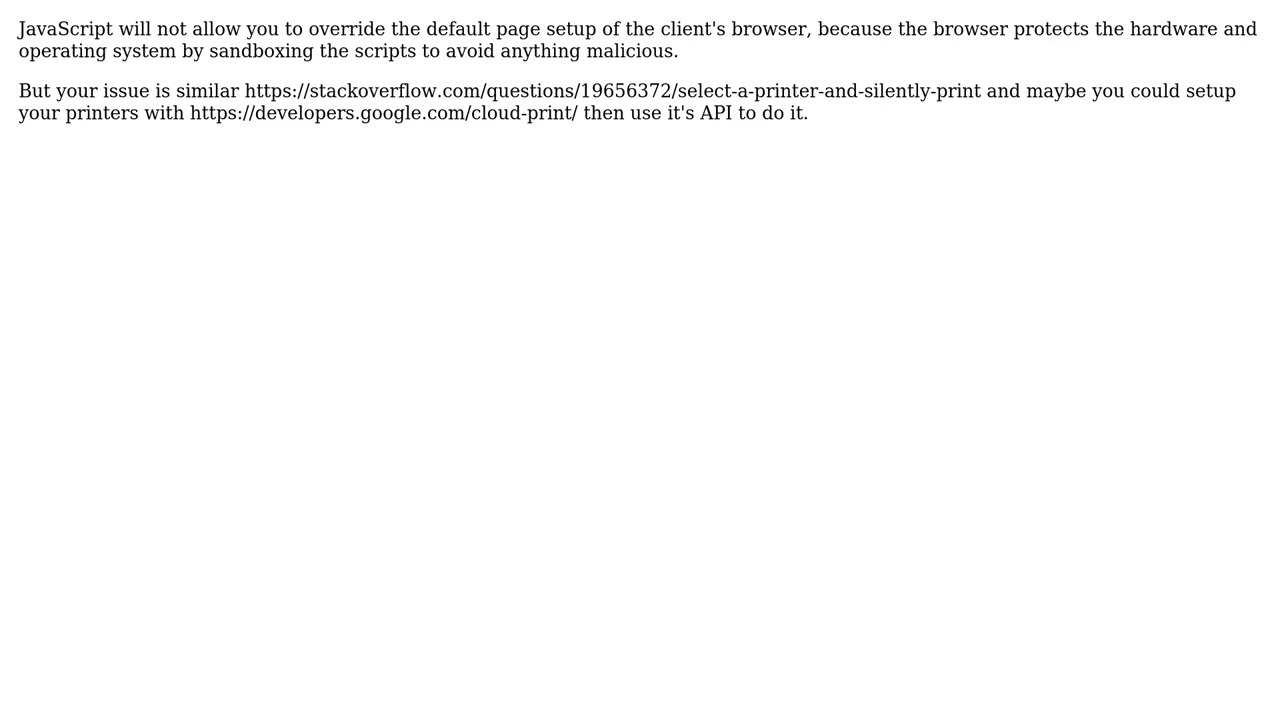 JavaScript will not allow you to override the default page setup of the client's browser, because the browser protects the hardware and
operating system by sandboxing the scripts to avoid anything malicious.
But your issue is similar https://stackoverflow.com/questions/19656372/select-a-printer-and-silently-print and maybe you could setup
your printers with https://developers.google.com/cloud-print/ then use it's API to do it.